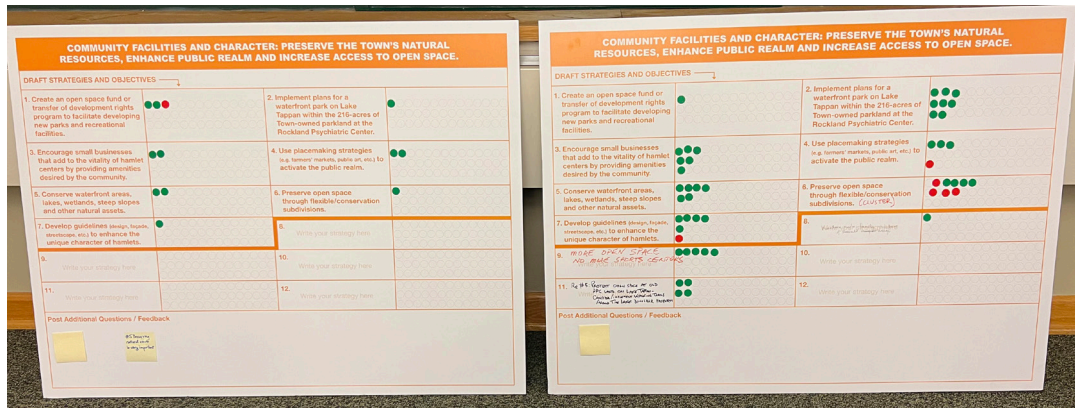 COMMUNITY FACILITIES AND CHARACTER: PRESERVE THE TOWN'S NATURAL
RESOURCES, ENHANCE PUBLIC REALM AND INCREASE ACCESS TO OPEN SPACE.
DRAFT STRATEGIES AND OBJECTIVES
1. Create an open space fund or
transfer of development rights
program to facilitate developing
new parks and recreational
facilities.
2. Implement plans for a
waterfront park on Lake
Tappan within the 216-acres of
Town-owned parkland at the
Rockland Psychiatric Center.
3. Encourage small businesses
that add to the vitality of hamlet
centers by providing amenities
desired by the community.
4. Use placemaking strategies
(e.g. farmers' markets, public art, etc.) to
activate the public realm.
5. Conserve waterfront areas,
lakes, wetlands, steep slopes
and other natural assets.
6. Preserve open space
through flexible/conservation
subdivisions.
7. Develop guidelines (design, façade,
streetscape, etc.) to enhance the
unique character of hamlets.
8.
Write your strategy here
9.
Write your strategy here
10.
Write your strategy here
11.
Write your strategy here
12.
Write your strategy here
Post Additional Questions / Feedback
COMMUNITY FACILITIES AND CHARACTER: PRESERVE THE TOWN'S NATURAL
RESOURCES, ENHANCE PUBLIC REALM AND INCREASE ACCESS TO OPEN SPACE.
DRAFT STRATEGIES AND OBJECTIVES
1. Create an open space fund or
transfer of development rights
program to facilitate developing
new parks and recreational
facilities.
2. Implement plans for a
waterfront park on Lake
Tappan within the 216-acres of
Town-owned parkland at the
Rockland Psychiatric Center.
3. Encourage small businesses
that add to the vitality of hamlet
centers by providing amenities
desired by the community.
4. Use placemaking strategies
(e.g. farmers' markets, public art, etc.) to
activate the public realm.
5. Conserve waterfront areas,
lakes, wetlands, steep slopes
and other natural assets.
6. Preserve open space
through flexible/conservation
subdivisions. (CLUSTER)
7. Develop guidelines (design, façade,
streetscape, etc.) to enhance the
unique character of hamlets.
8.
9. MORE OPEN SPACE
NO MORE SPORTS CENTERS
10.
Write your strategy here
11. Re #5: PROTECT OPEN SPACE AT OLD
RPC LAND ON LAKE TAPPAN.
12.
Write your strategy here
Post Additional Questions / Feedback